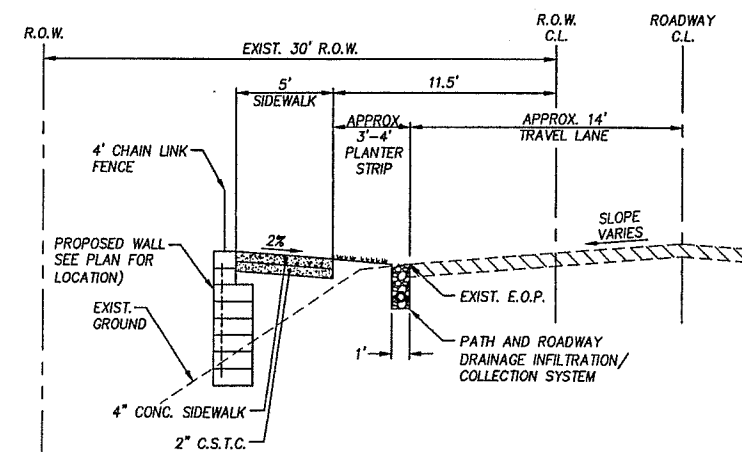 R.O.W.
R.O.W.
C.L.
ROADWAY
C.L.
EXIST. 30' R.O.W.
5'
SIDEWALK
11.5'
APPROX.
3'-4'
PLANTER
STRIP
APPROX. 14'
TRAVEL LANE
4' CHAIN LINK
FENCE
2%
SLOPE
VARIES
PROPOSED WALL
SEE PLAN FOR
LOCATION)
EXIST.
GROUND
EXIST. E.O.P.
1'
PATH AND ROADWAY
DRAINAGE INFILTRATION/
COLLECTION SYSTEM
4" CONC. SIDEWALK
2" C.S.T.C.